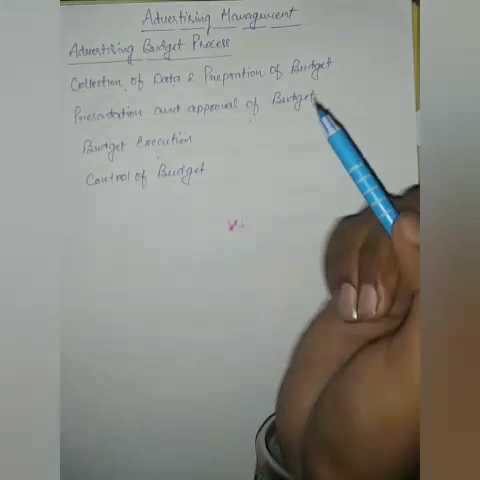 Advertising Management
Advertising Budget Process
Collection of Data & Prepration of Budget
Presentation and approval of Budget
Budget Execution
Control of Budget